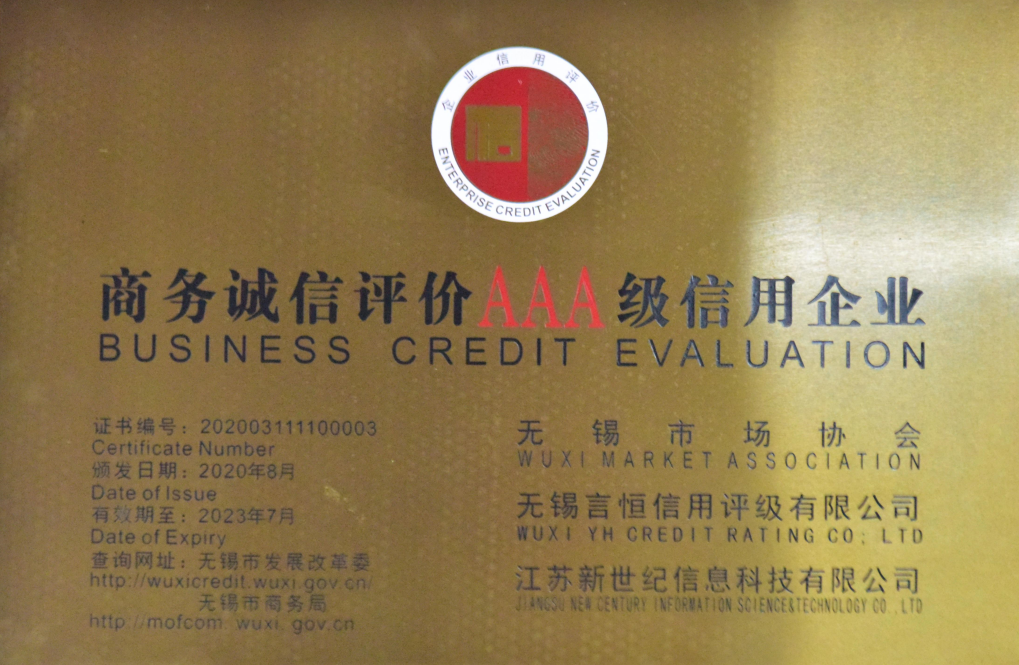 企业信用评价
ENTERPRISE CREDIT EVALUATION
商务诚信评价AAA级信用企业
BUSINESS CREDIT EVALUATION
证书编号：202003111100003
Certificate Number
颁发日期：2020年8月
Date of Issue
有效期至：2023年7月
Date of Expiry
查询网址：无锡市发展改革委
http://wuxicredit.wuxi.gov.cn/
无锡市商务局
http://mofcom.wuxi.gov.cn
无锡市场协会
WUXI MARKET ASSOCIATION
无锡言恒信用评级有限公司
WUXI YH CREDIT RATING CO; LTD
江苏新世纪信息科技有限公司
JIANGSU NEW CENTURY INFORMATION SCIENCE&TECHNOLOGY CO.,LTD